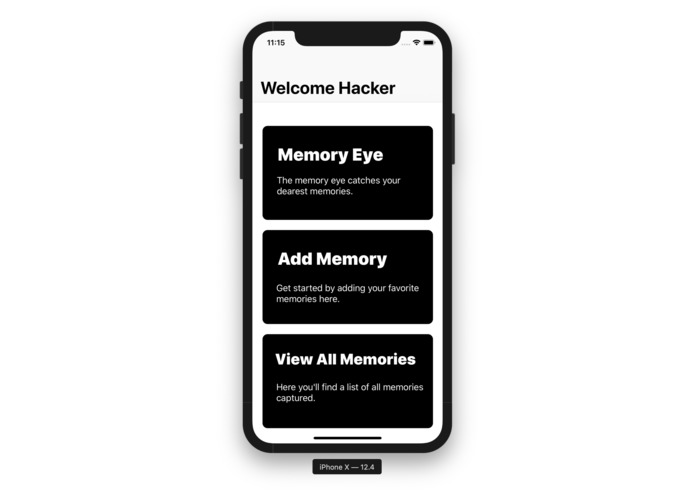 11:15
Welcome Hacker
Memory Eye
The memory eye catches your
dearest memories.
Add Memory
Get started by adding your favorite
memories here.
View All Memories
Here you'll find a list of all memories
captured.
iPhone X — 12.4